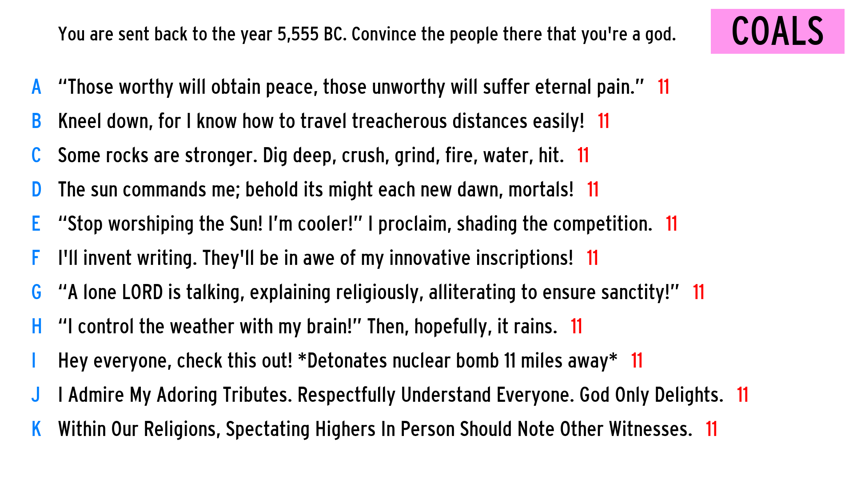 You are sent back to the year 5,555 BC. Convince the people there that you're a god.
COALS
A “Those worthy will obtain peace, those unworthy will suffer eternal pain.” 11
B Kneel down, for I know how to travel treacherous distances easily! 11
C Some rocks are stronger. Dig deep, crush, grind, fire, water, hit. 11
D The sun commands me; behold its might each new dawn, mortals! 11
E “Stop worshiping the Sun! I’m cooler!” I proclaim, shading the competition. 11
F I'll invent writing. They'll be in awe of my innovative inscriptions! 11
G “A lone LORD is talking, explaining religiously, alliterating to ensure sanctity!” 11
H “I control the weather with my brain!” Then, hopefully, it rains. 11
I Hey everyone, check this out! *Detonates nuclear bomb 11 miles away* 11
J I Admire My Adoring Tributes. Respectfully Understand Everyone. God Only Delights. 11
K Within Our Religions, Spectating Highers In Person Should Note Other Witnesses. 11